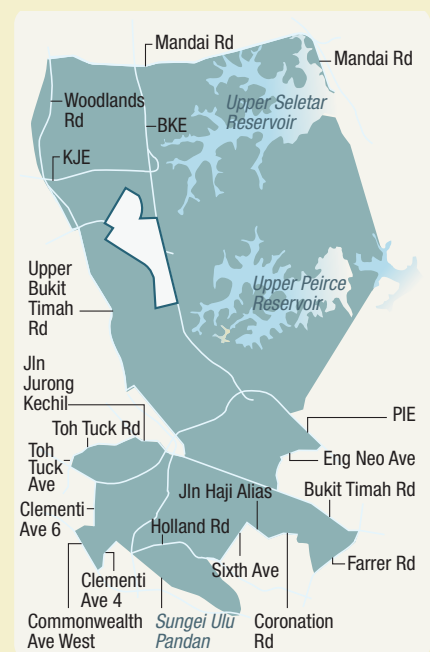 Mandai Rd
Mandai Rd
Woodlands
Rd
Upper Seletar
Reservoir
BKE
KJE
Upper
Bukit
Timah
Rd
Upper Peirce
Reservoir
Jln
Jurong
Kechil
Toh Tuck Rd
PIE
Toh
Tuck
Ave
Eng Neo Ave
Jln Haji Alias
Bukit Timah Rd
Clementi
Ave 6
Holland Rd
Sixth Ave
Farrer Rd
Clementi
Ave 4
Commonwealth
Ave West
Sungei Ulu
Pandan
Coronation
Rd